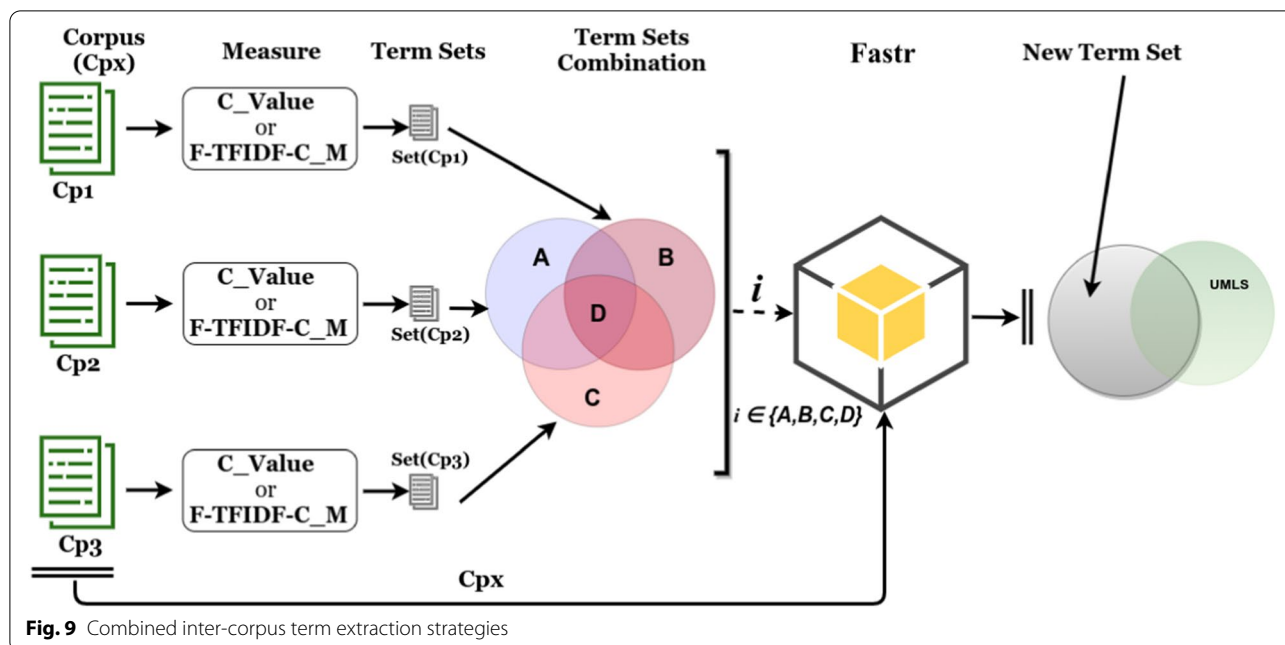 Corpus
(Cpx)
Measure
Term Sets
Term Sets
Combination
Fastr
New Term Set
C_Value
or
F-TFIDF-C_M
Set(Cp1)
Cp1
C_Value
or
F-TFIDF-C_M
Set(Cp2)
Cp2
C_Value
or
F-TFIDF-C_M
Set(Cp3)
Cp3
A
B
D
C
i
i ∈ {A,B,C,D}
UMLS
Cpx
Fig. 9 Combined inter-corpus term extraction strategies